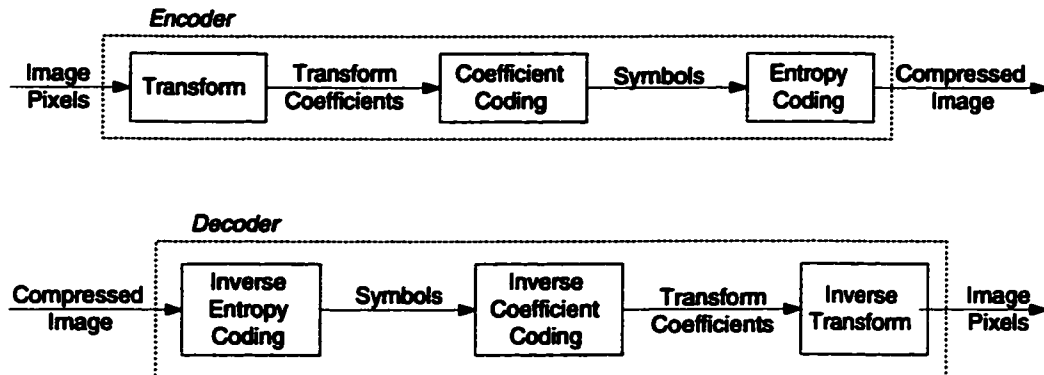 Encoder
Image
Pixels
Transform
Transform
Coefficients
Coefficient
Coding
Symbols
Entropy
Coding
Compressed
Image
Decoder
Compressed
Image
Inverse
Entropy
Coding
Symbols
Inverse
Coefficient
Coding
Transform
Coefficients
Inverse
Transform
Image
Pixels